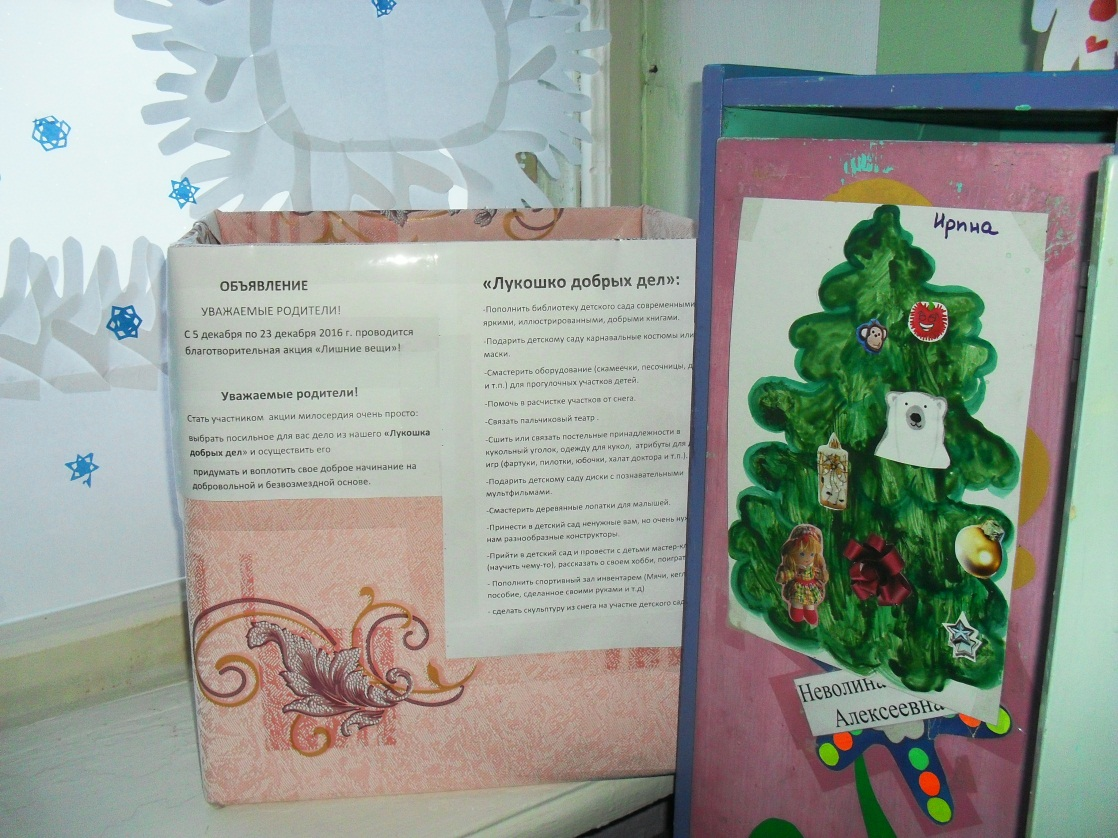 ОБЪЯВЛЕНИЕ
УВАЖАЕМЫЕ РОДИТЕЛИ!
С 5 декабря по 23 декабря 2016 г. проводится
благотворительная акция «Лишние вещи»!
Уважаемые родители!
Стать участником акции милосердия очень просто:
выбрать посильное для вас дело из нашего «Лукошка
добрых дел» и осуществить его
придумать и воплотить свое доброе начинание на
добровольной и безвозмездной основе.
«Лукошко добрых дел»:
-Пополнить библиотеку детского сада современными
яркими, иллюстрированными, добрыми книгами.
-Подарить детскому саду карнавальные костюмы или
маски.
-Смастерить оборудование (скамеечки, песочницы,
и т.п.) для прогулочных участков детей.
-Помочь в расчистке участков от снега.
-Связать пальчиковый театр .
-Сшить или связать постельные принадлежности в
кукольный уголок, одежду для кукол, атрибуты для
игр (фартуки, пилотки, юбочки, халат доктора и т.п.).
-Подарить детскому саду диски с познавательными
мультфильмами.
-Смастерить деревянные лопатки для малышей.
-Принести в детский сад ненужные вам, но очень
нам разнообразные конструкторы.
-Прийти в детский сад и провести с детьми
(научить чему-то), рассказать о своем хобби,
- Пополнить спортивный зал инвентарем (Мячи,
пособие, сделанное своими руками и т.д)
- сделать скульптуру из снега на участке детского
Ирина
Неволина
Алексеевна